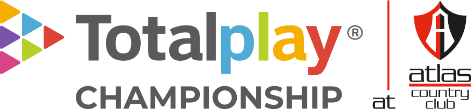 Totalplay®
CHAMPIONSHIP
at
A
atlas
country
club